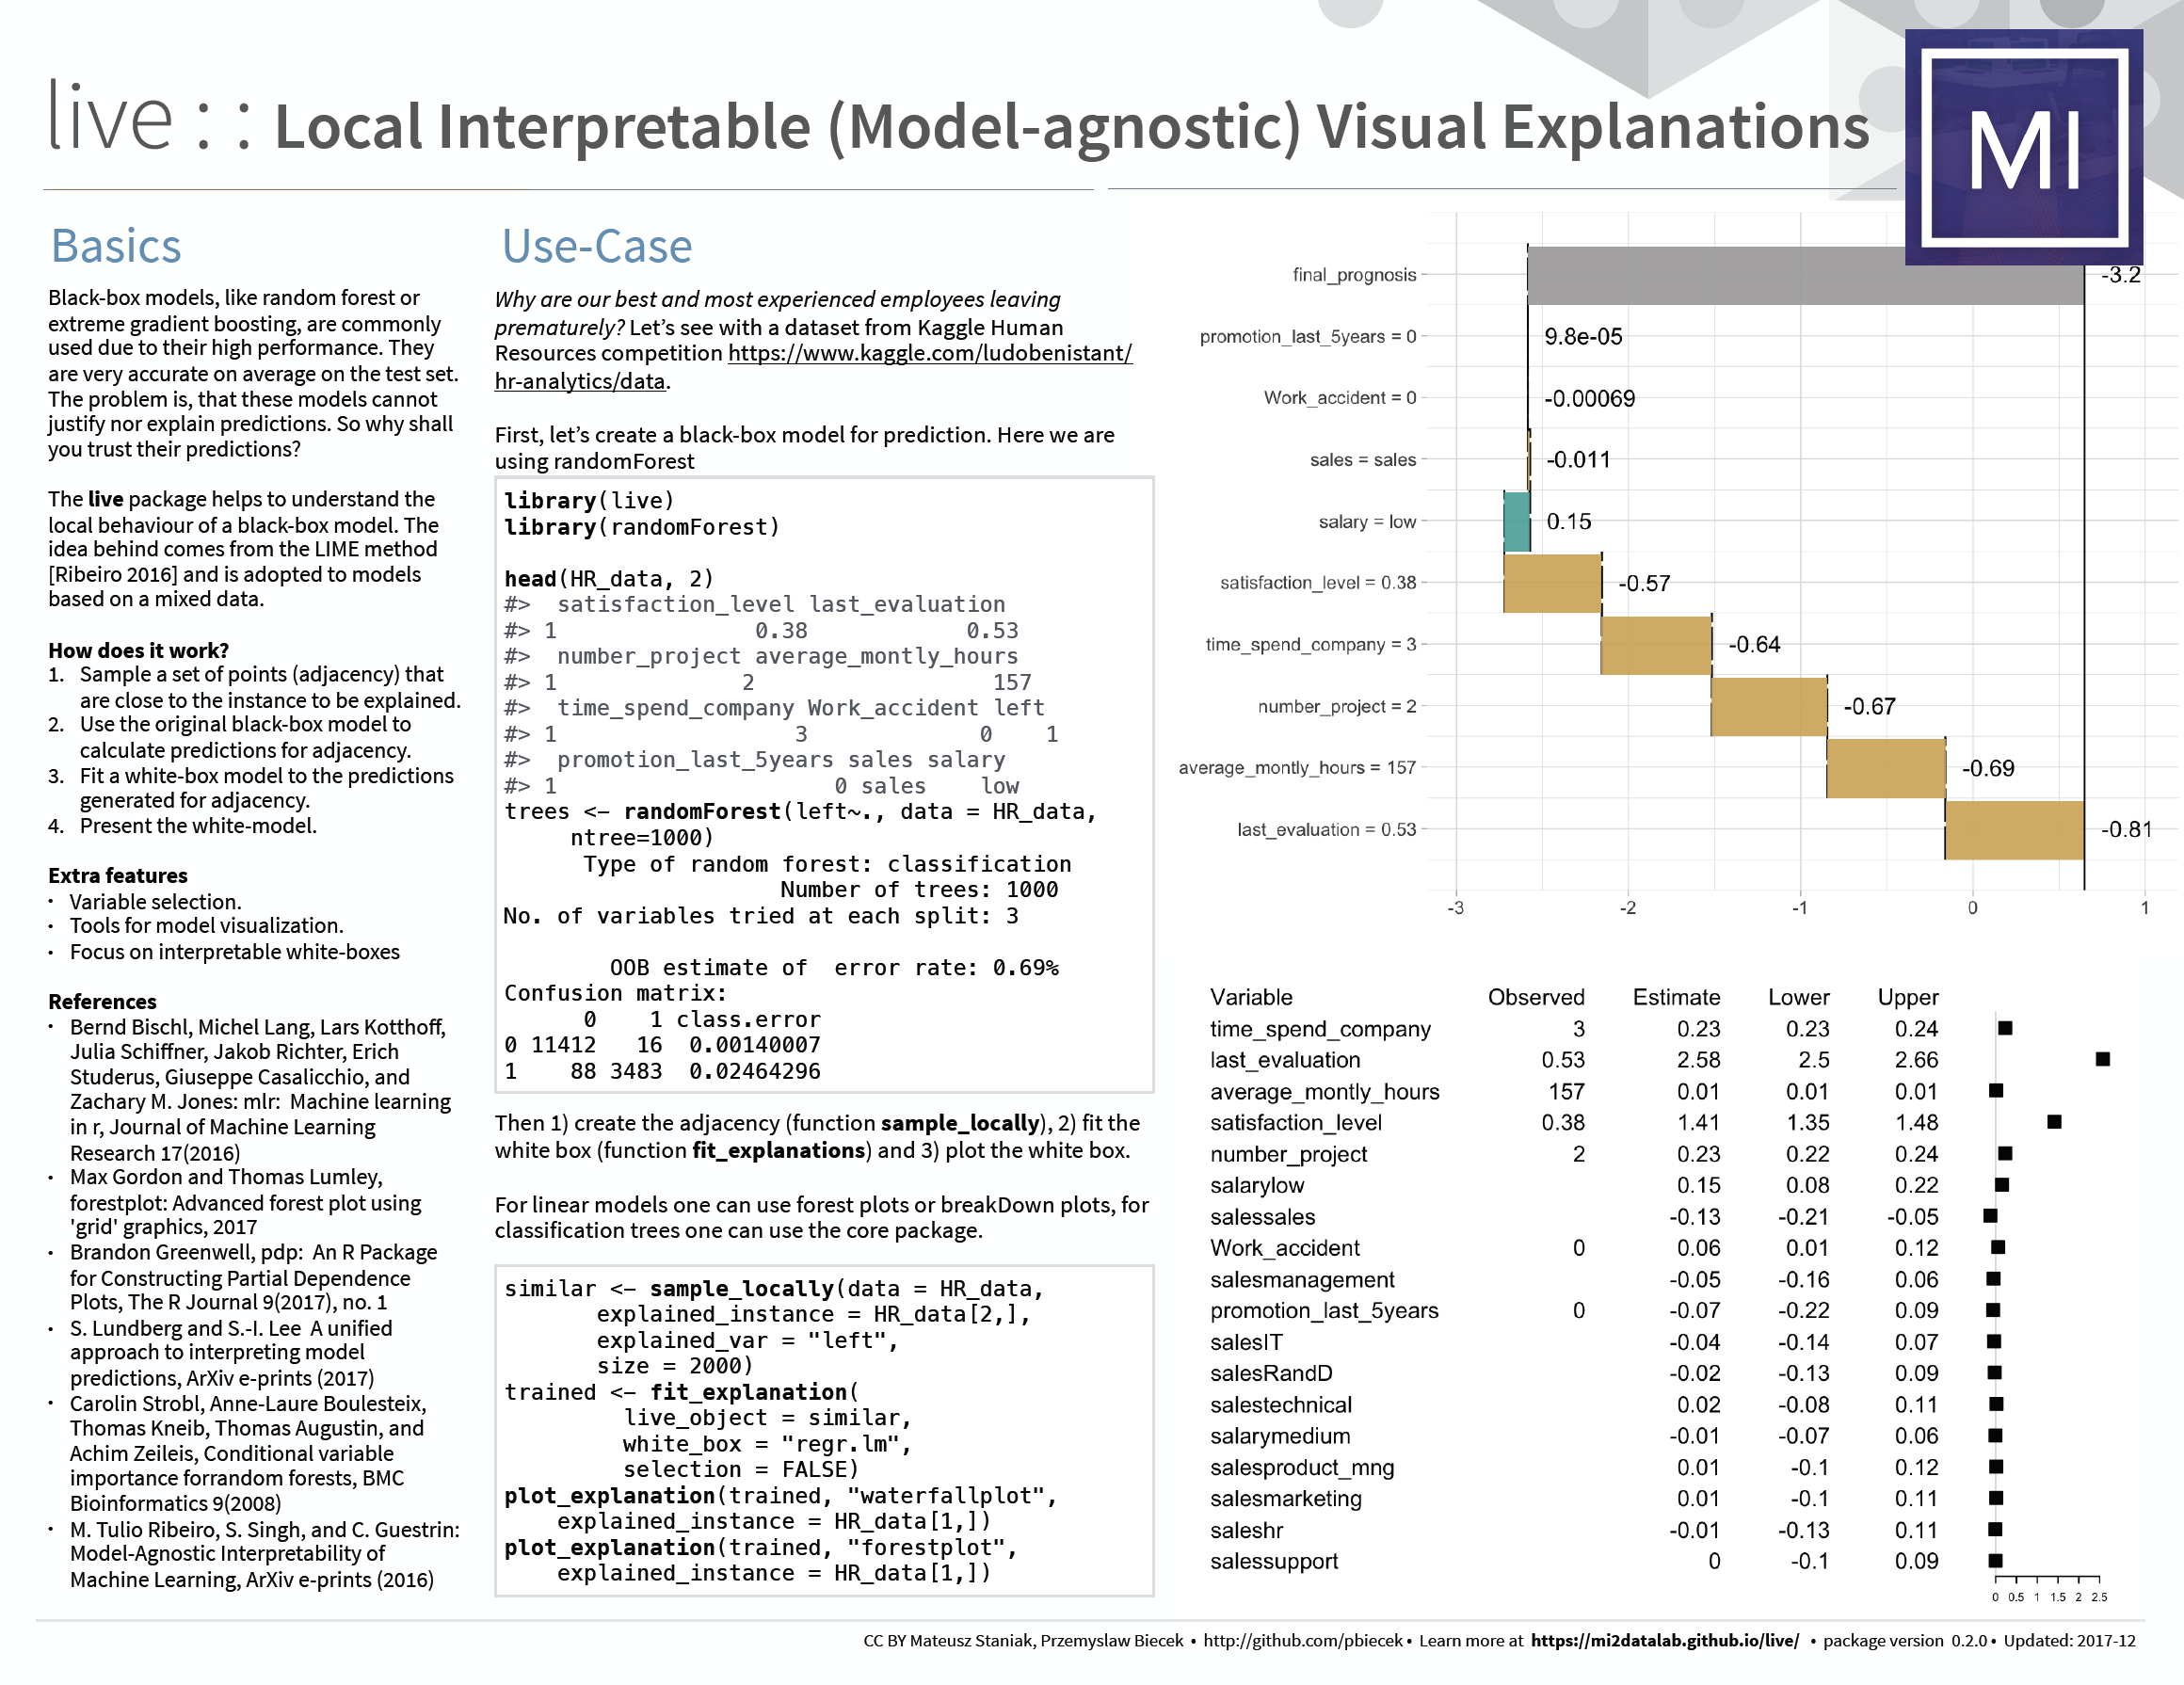 live : : Local Interpretable (Model-agnostic) Visual Explanations
MI
Basics
Black-box models, like random forest or
extreme gradient boosting, are commonly
used due to their high performance. They
are very accurate on average on the test set.
The problem is, that these models cannot
justify nor explain predictions. So why shall
you trust their predictions?
The live package helps to understand the
local behaviour of a black-box model. The
idea behind comes from the LIME method
[Ribeiro 2016] and is adopted to models
based on a mixed data.
How does it work?
1. Sample a set of points (adjacency) that
are close to the instance to be explained.
2. Use the original black-box model to
calculate predictions for adjacency.
3. Fit a white-box model to the predictions
generated for adjacency.
4. Present the white-model.
Extra features
• Variable selection.
• Tools for model visualization.
• Focus on interpretable white-boxes
References
• Bernd Bischl, Michel Lang, Lars Kotthoff,
Julia Schiffner, Jakob Richter, Erich
Studerus, Giuseppe Casalicchio, and
Zachary M. Jones: mlr: Machine learning
in r, Journal of Machine Learning
Research 17(2016)
• Max Gordon and Thomas Lumley,
forestplot: Advanced forest plot using
'grid' graphics, 2017
• Brandon Greenwell, pdp: An R Package
for Constructing Partial Dependence
Plots, The R Journal 9(2017), no. 1
• S. Lundberg and S.-I. Lee A unified
approach to interpreting model
predictions, ArXiv e-prints (2017)
• Carolin Strobl, Anne-Laure Boulesteix,
Thomas Kneib, Thomas Augustin, and
Achim Zeileis, Conditional variable
importance forrandom forests, BMC
Bioinformatics 9(2008)
• M. Tulio Ribeiro, S. Singh, and C. Guestrin:
Model-Agnostic Interpretability of
Machine Learning, ArXiv e-prints (2016)
Use-Case
Why are our best and most experienced employees leaving
prematurely? Let's see with a dataset from Kaggle Human
Resources competition https://www.kaggle.com/ludobenistant/
hr-analytics/data.
First, let's create a black-box model for prediction. Here we are
using randomForest
library(live)
library(randomForest)
head(HR_data, 2)
#> satisfaction_level last_evaluation
#> 1 0.38 0.53
#> number_project average_montly_hours
#> 1 2 157
#> time_spend_company Work_accident left
#> 1 3 0 1
#> promotion_last_5years sales salary
#> 1 0 sales low
trees <- randomForest(left~., data = HR_data,
ntree=1000)
Type of random forest: classification
Number of trees: 1000
No. of variables tried at each split: 3
OOB estimate of error rate: 0.69%
Confusion matrix:
0 1 class.error
0 11412 16 0.00140007
1 88 3483 0.02464296
Then 1) create the adjacency (function sample_locally), 2) fit the
white box (function fit_explanations) and 3) plot the white box.
For linear models one can use forest plots or breakDown plots, for
classification trees one can use the core package.
similar <- sample_locally(data = HR_data,
explained_instance = HR_data[2,],
explained_var = "left",
size = 2000)
trained <- fit_explanation(
live_object = similar,
white_box = "regr.lm",
selection = FALSE)
plot_explanation(trained, "waterfallplot",
explained_instance = HR_data[1,])
plot_explanation(trained, "forestplot",
explained_instance = HR_data[1,])
final_prognosis -3.2
promotion_last_5years = 0 9.8e-05
Work_accident = 0 -0.00069
sales = sales -0.011
salary = low 0.15
satisfaction_level = 0.38 -0.57
time_spend_company = 3 -0.64
number_project = 2 -0.67
average_montly_hours = 157 -0.69
last_evaluation = 0.53 -0.81
-3 -2 -1 0 1
Variable Observed Estimate Lower Upper
time_spend_company 3 0.23 0.23 0.24
last_evaluation 0.53 2.58 2.5 2.66
average_montly_hours 157 0.01 0.01 0.01
satisfaction_level 0.38 1.41 1.35 1.48
number_project 2 0.23 0.22 0.24
salarylow 0.15 0.08 0.22
salessales -0.13 -0.21 -0.05
Work_accident 0 0.06 0.01 0.12
salesmanagement -0.05 -0.16 0.06
promotion_last_5years 0 -0.07 -0.22 0.09
salesIT -0.04 -0.14 0.07
salesRandD -0.02 -0.13 0.09
salestechnical 0.02 -0.08 0.11
salarymedium -0.01 -0.07 0.06
salesproduct_mng 0.01 -0.1 0.12
salesmarketing 0.01 -0.1 0.11
saleshr -0.01 -0.13 0.11
salessupport 0 -0.1 0.09
0 0.5 1 1.5 2 2.5
CC BY Mateusz Staniak, Przemyslaw Biecek • http://github.com/pbiecek • Learn more at https://mi2datalab.github.io/live/ • package version 0.2.0 • Updated: 2017-12